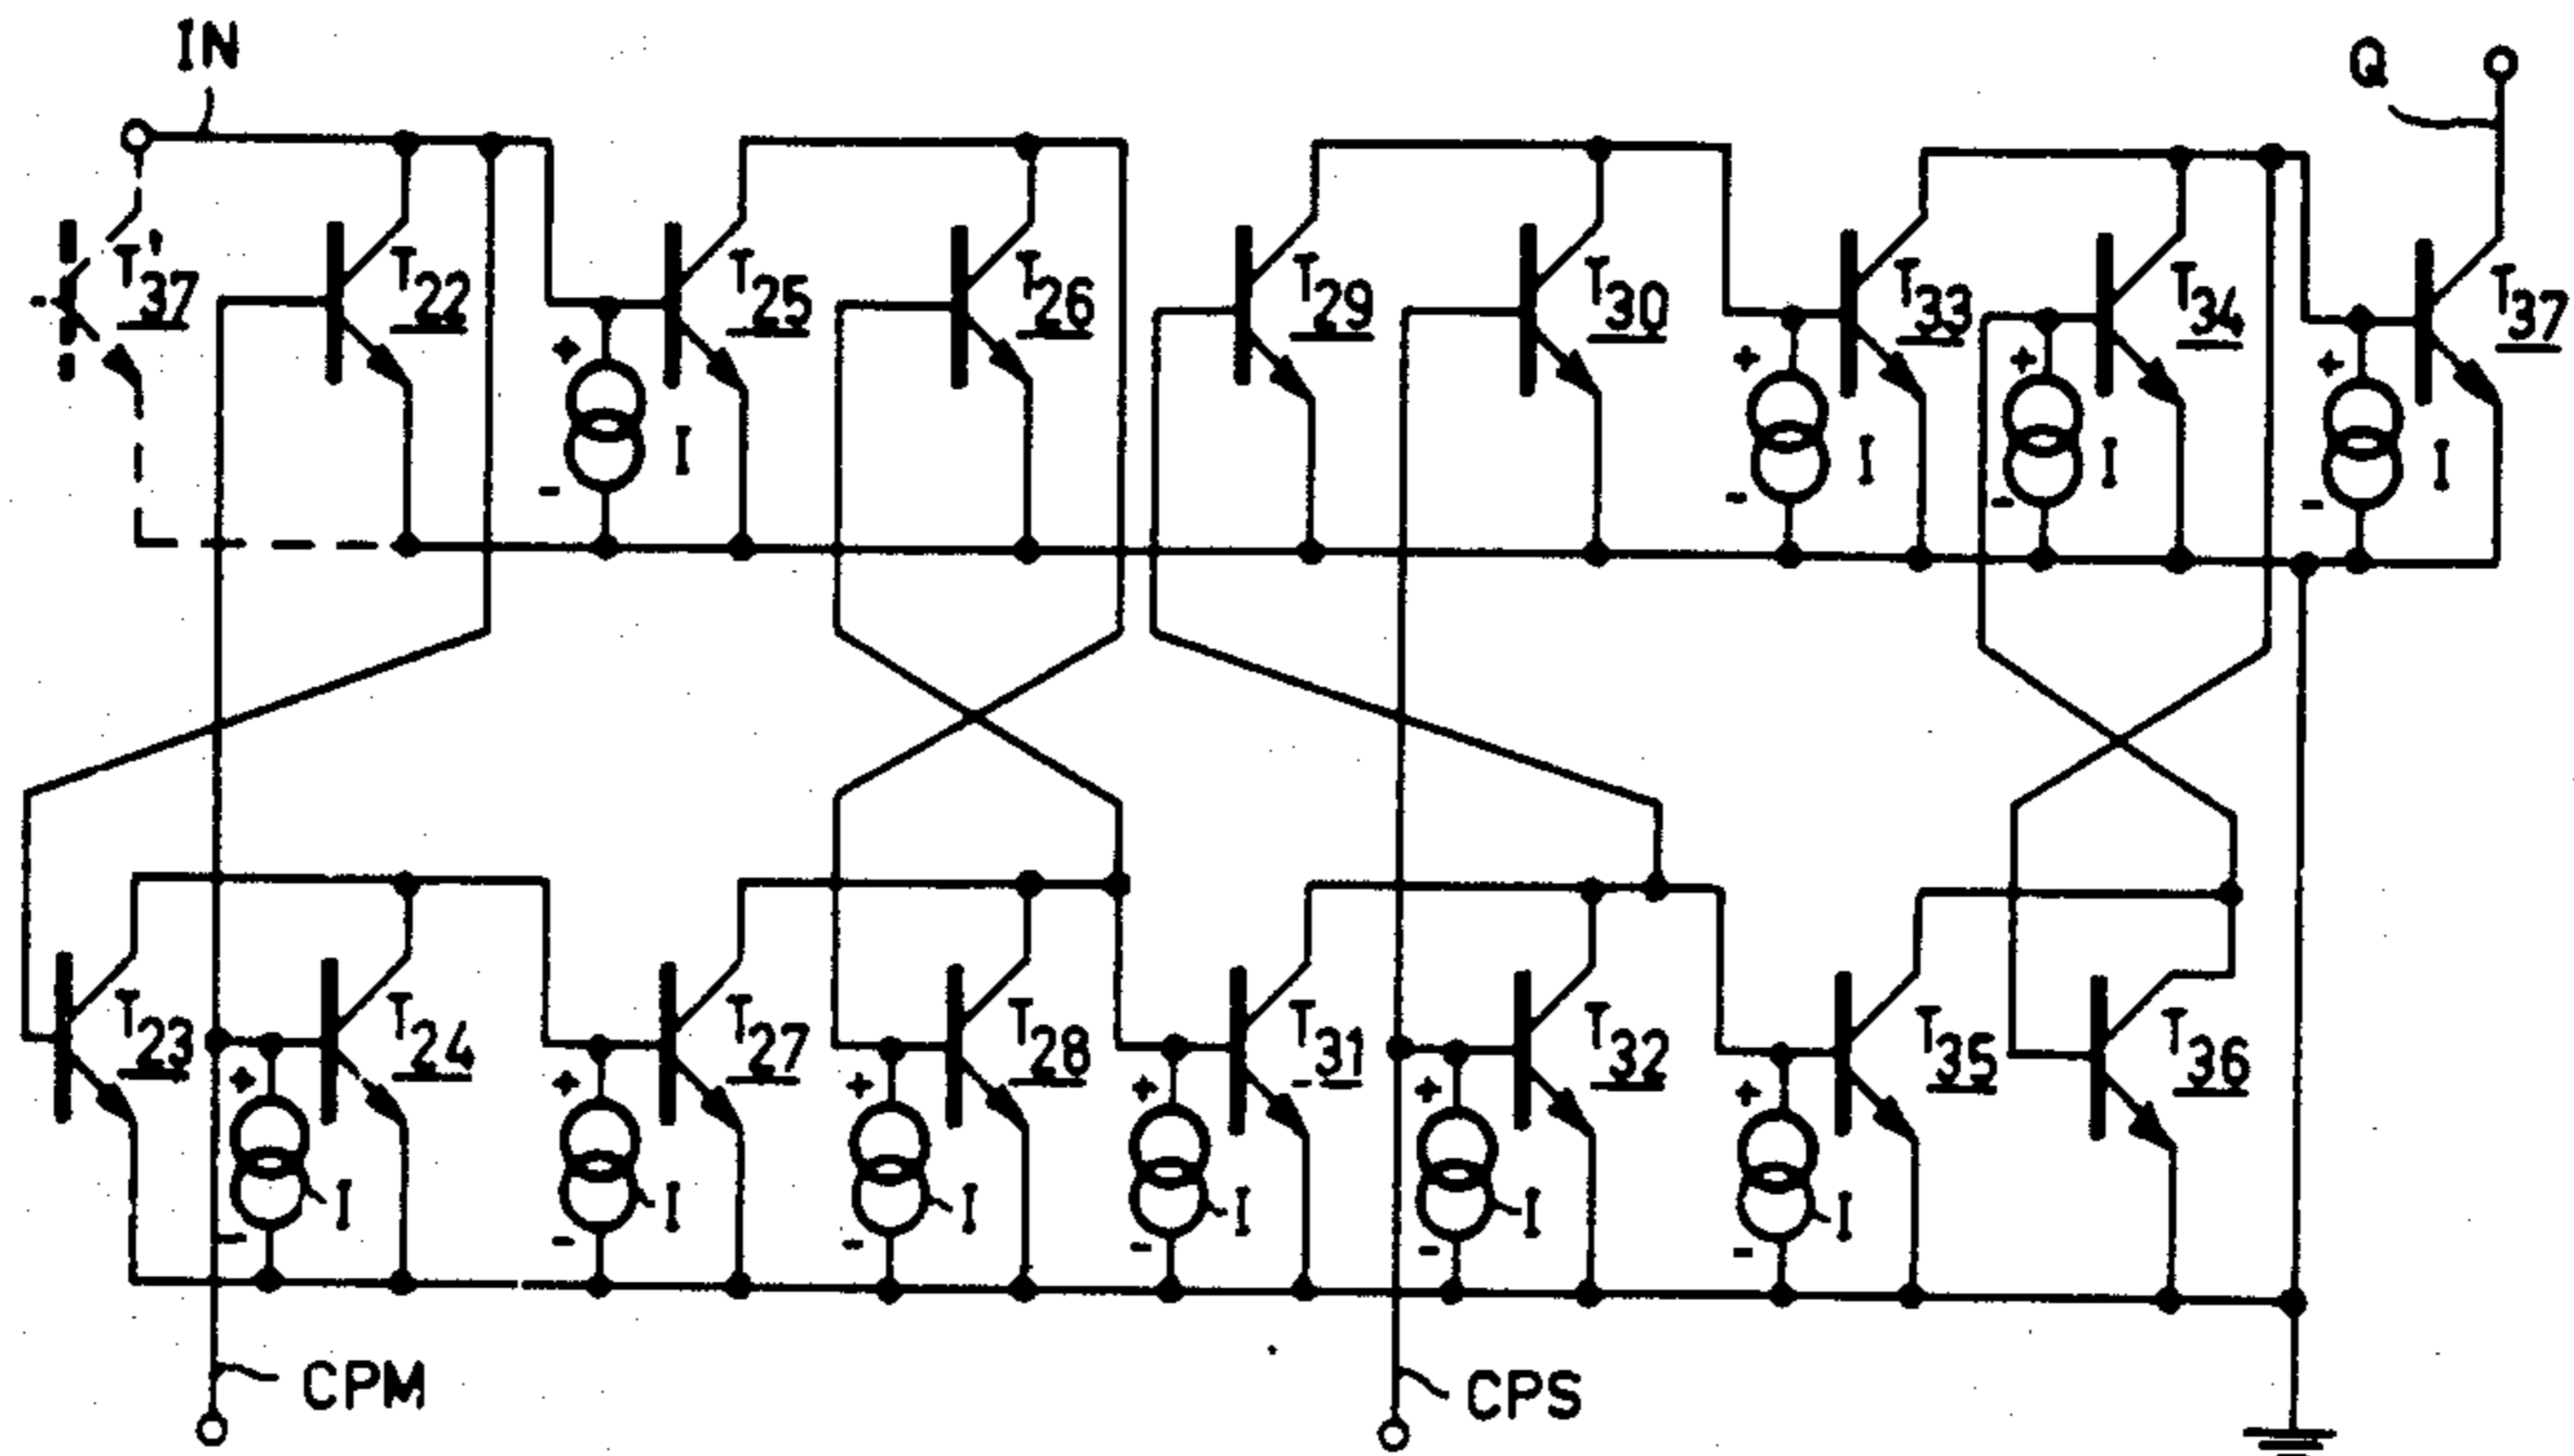 IN
Q
T'37 T22 T25 T26 T29 T30 T33 T34 T37
+ + + +
I I I I
- - - -
T23 T24 T27 T28 T31 T32 T35 T36
+ + + + + +
I I I I I I
- - - - - -
CPM CPS